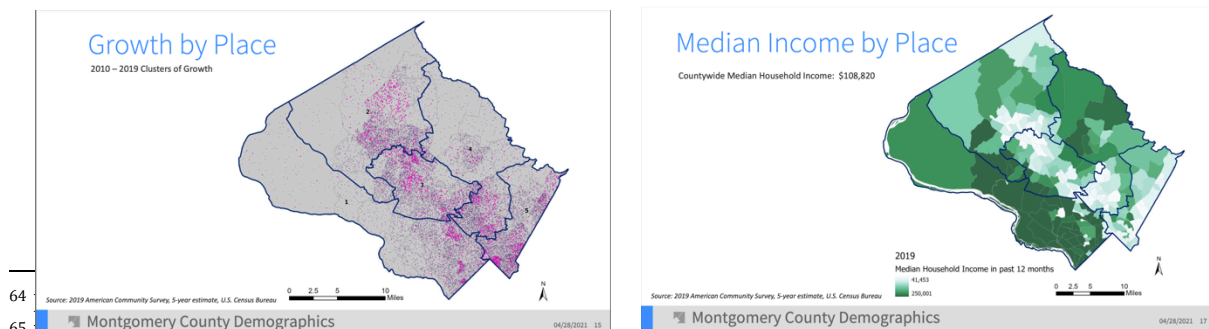 Growth by Place
2010 – 2019 Clusters of Growth
2
4
3
1
5
N
0 2.5 5 10
Miles
Source: 2019 American Community Survey, 5-year estimate, U.S. Census Bureau
Montgomery County Demographics
04/28/2021 15
64
65
Median Income by Place
Countywide Median Household Income: $108,820
2019
Median Household Income in past 12 months
41,453
250,001
N
0 2.5 5 10
Miles
Source: 2019 American Community Survey, 5-year estimate, U.S. Census Bureau
Montgomery County Demographics
04/28/2021 17